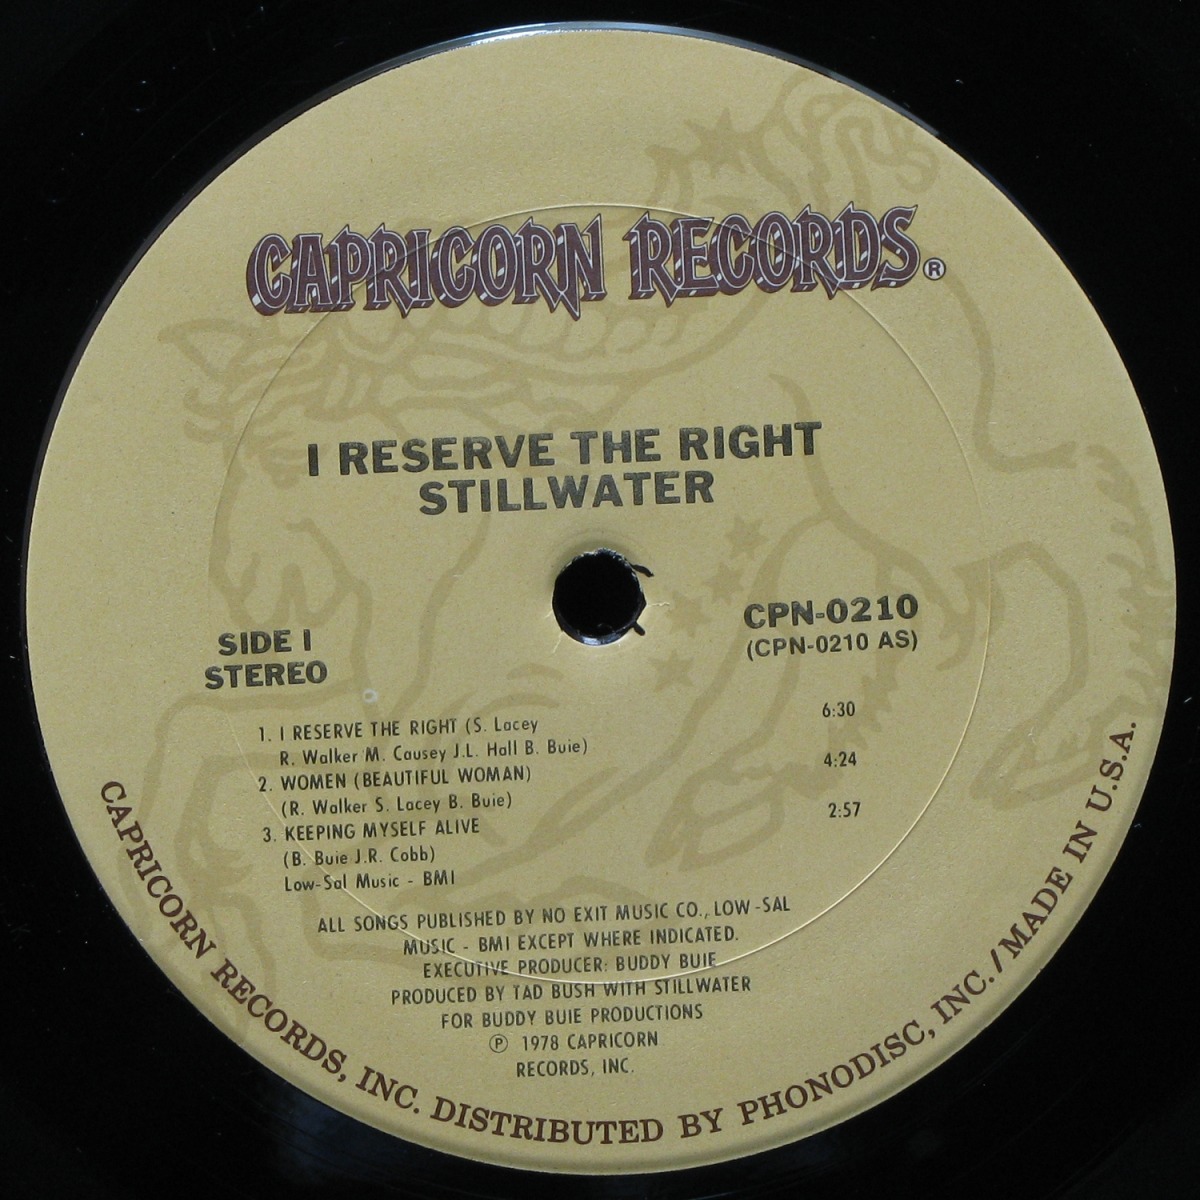 CAPRICORN RECORDS®
I RESERVE THE RIGHT
STILLWATER
SIDE I
STEREO
CPN-0210
(CPN-0210 AS)
1. I RESERVE THE RIGHT (S. Lacey 6:30
R. Walker M. Causey J.L. Hall B. Buie)
2. WOMEN (BEAUTIFUL WOMAN) 4:24
(R. Walker S. Lacey B. Buie)
3. KEEPING MYSELF ALIVE 2:57
(B. Buie J.R. Cobb)
Low-Sal Music - BMI
ALL SONGS PUBLISHED BY NO EXIT MUSIC CO., LOW-SAL
MUSIC - BMI EXCEPT WHERE INDICATED.
EXECUTIVE PRODUCER: BUDDY BUIE
PRODUCED BY TAD BUSH WITH STILLWATER
FOR BUDDY BUIE PRODUCTIONS
Ⓟ 1978 CAPRICORN
RECORDS, INC.
CAPRICORN RECORDS, INC. DISTRIBUTED BY PHONODISC, INC. / MADE IN U.S.A.